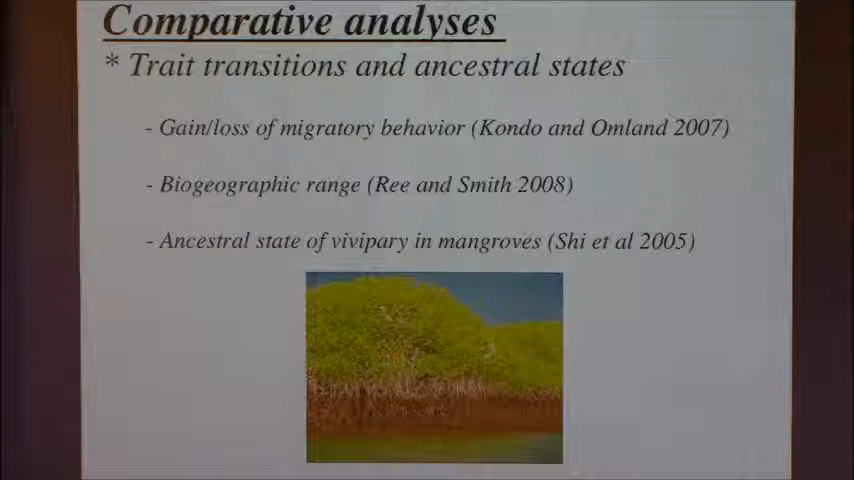 Comparative analyses
* Trait transitions and ancestral states
- Gain/loss of migratory behavior (Kondo and Omland 2007)
- Biogeographic range (Ree and Smith 2008)
- Ancestral state of vivipary in mangroves (Shi et al 2005)